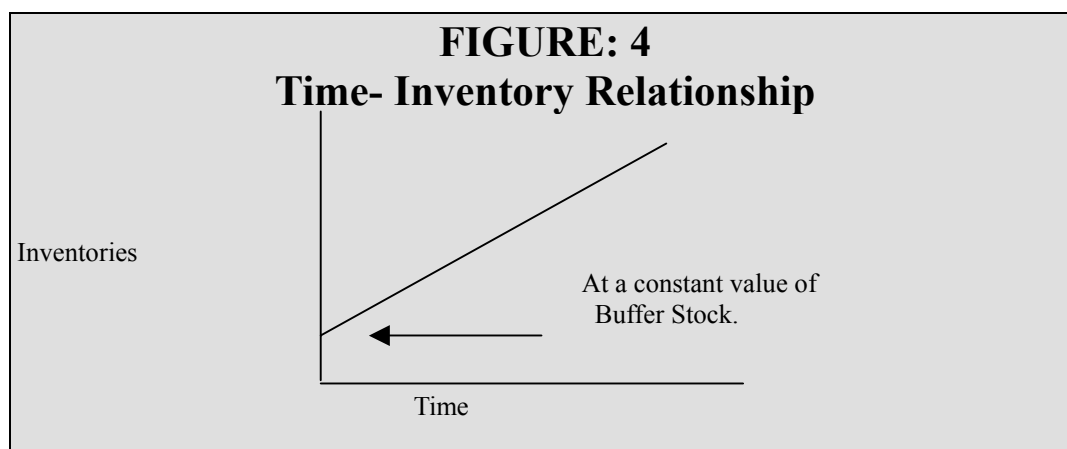 FIGURE: 4
Time- Inventory Relationship
Inventories
At a constant value of
Buffer Stock.
Time